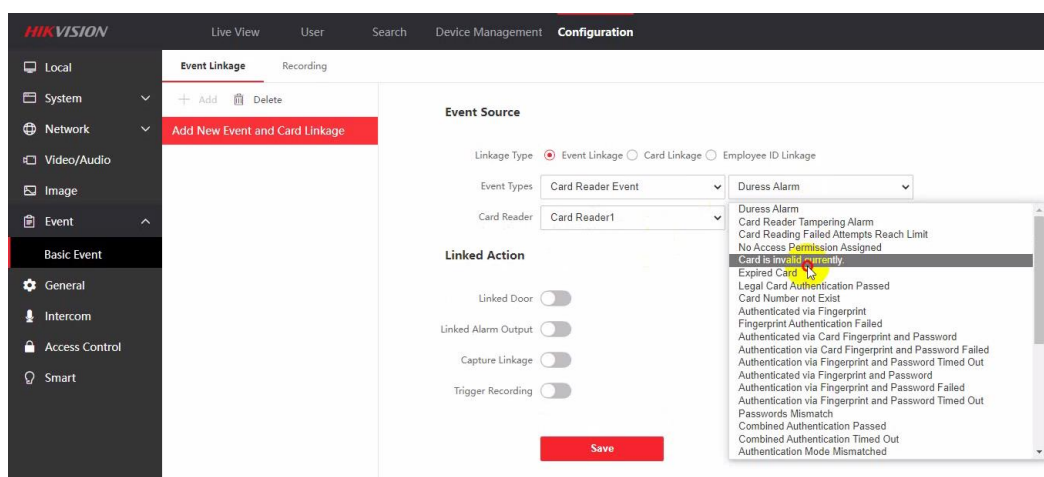 HIKVISION
Live View User Search Device Management Configuration
Local
System
Network
Video/Audio
Image
Event
Basic Event
General
Intercom
Access Control
Smart
Event Linkage Recording
Add Delete
Add New Event and Card Linkage
Event Source
Linkage Type Event Linkage Card Linkage Employee ID Linkage
Event Types Card Reader Event Duress Alarm
Card Reader Card Reader1
Duress Alarm
Card Reader Tampering Alarm
Card Reading Failed Attempts Reach Limit
No Access Permission Assigned
Card is invalid currently.
Expired Card
Legal Card Authentication Passed
Card Number not Exist
Authenticated via Fingerprint
Fingerprint Authentication Failed
Authenticated via Card Fingerprint and Password
Authentication via Card Fingerprint and Password Failed
Authentication via Fingerprint and Password Timed Out
Authenticated via Fingerprint and Password
Authentication via Fingerprint and Password Failed
Authentication via Fingerprint and Password Timed Out
Passwords Mismatch
Combined Authentication Passed
Combined Authentication Timed Out
Authentication Mode Mismatched
Linked Action
Linked Door
Linked Alarm Output
Capture Linkage
Trigger Recording
Save